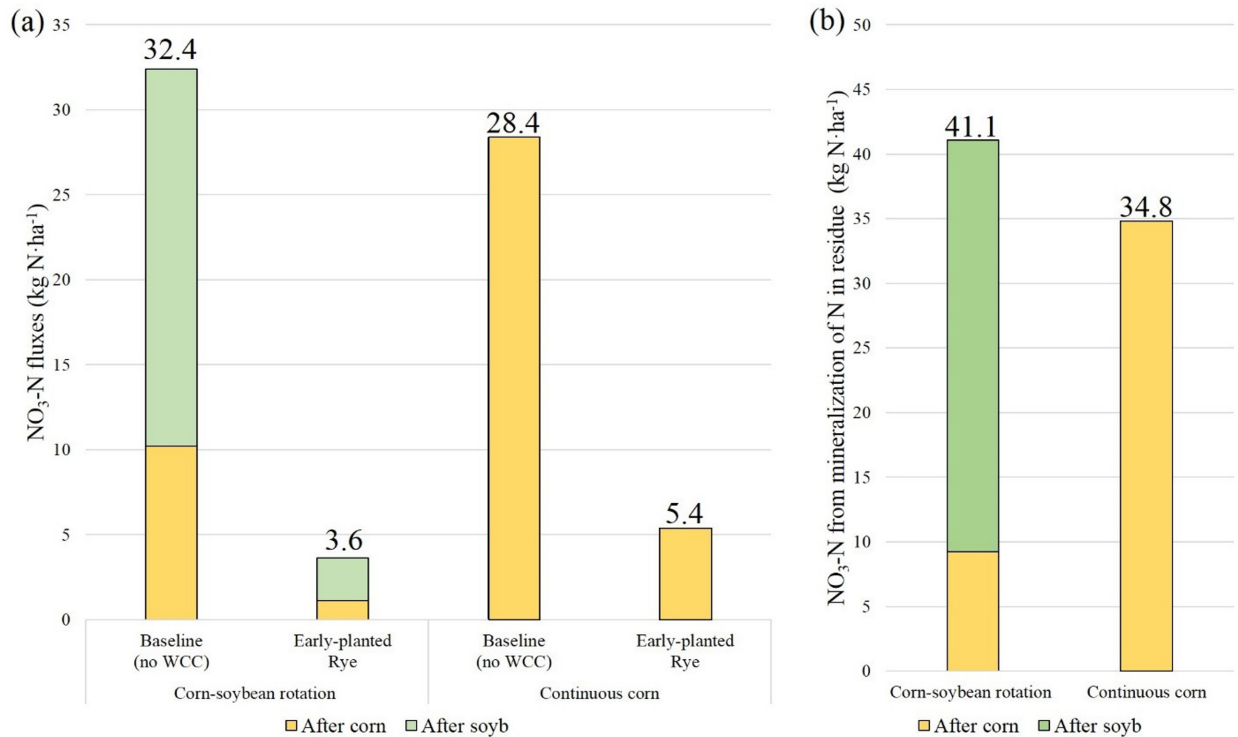 (a)
NO₃-N fluxes (kg N·ha⁻¹)
35
30
25
20
15
10
5
0
32.4
3.6
28.4
5.4
Baseline
(no WCC)
Early-planted
Rye
Baseline
(no WCC)
Early-planted
Rye
Corn-soybean rotation
Continuous corn
After corn
After soyb
(b)
NO₃-N from mineralization of N in residue (kg N·ha⁻¹)
50
45
40
35
30
25
20
15
10
5
0
41.1
34.8
Corn-soybean rotation
Continuous corn
After corn
After soyb